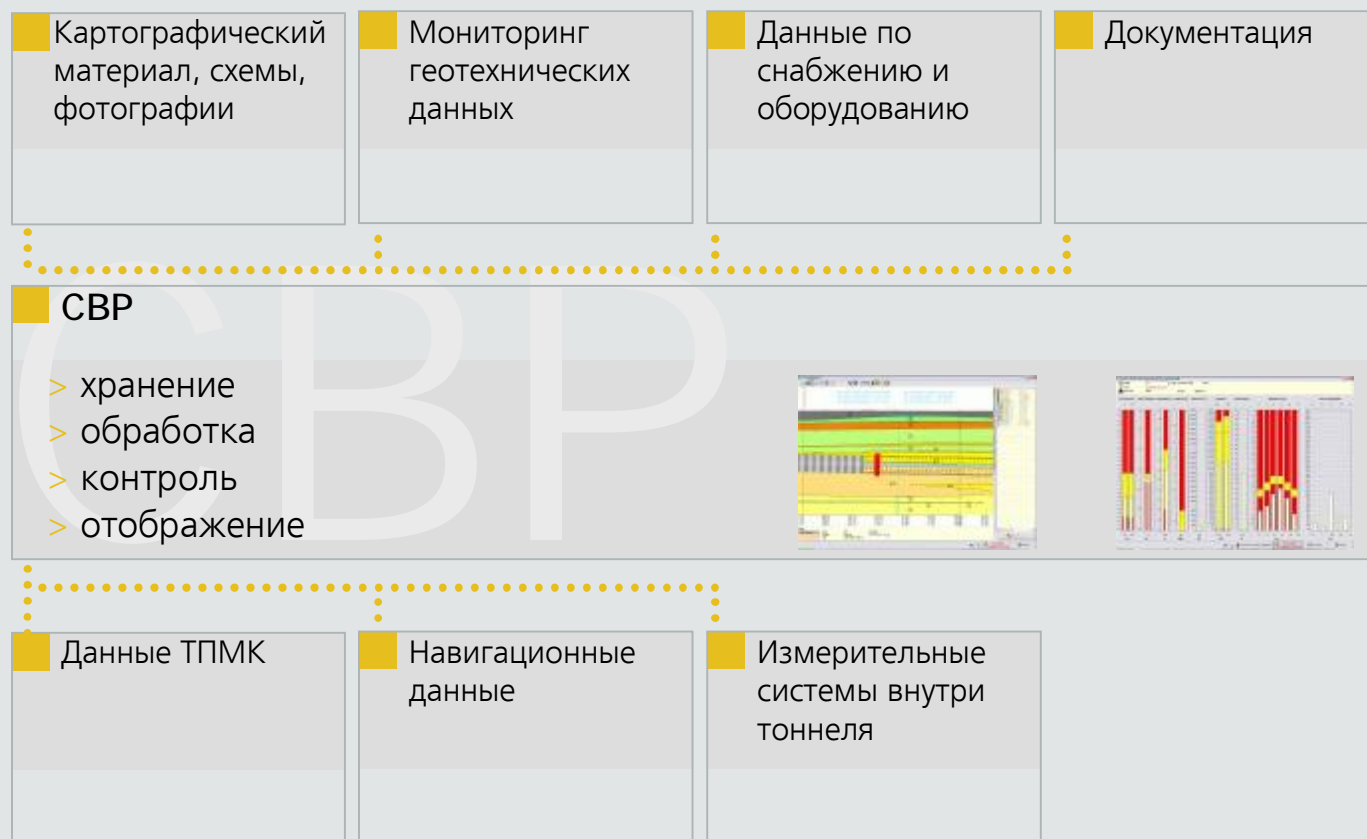 Картографический
материал, схемы,
фотографии
Мониторинг
геотехнических
данных
Данные по
снабжению и
оборудованию
Документация
СВР
СВР
> хранение
> обработка
> контроль
> отображение
Данные ТПМК
Навигационные
данные
Измерительные
системы внутри
тоннеля